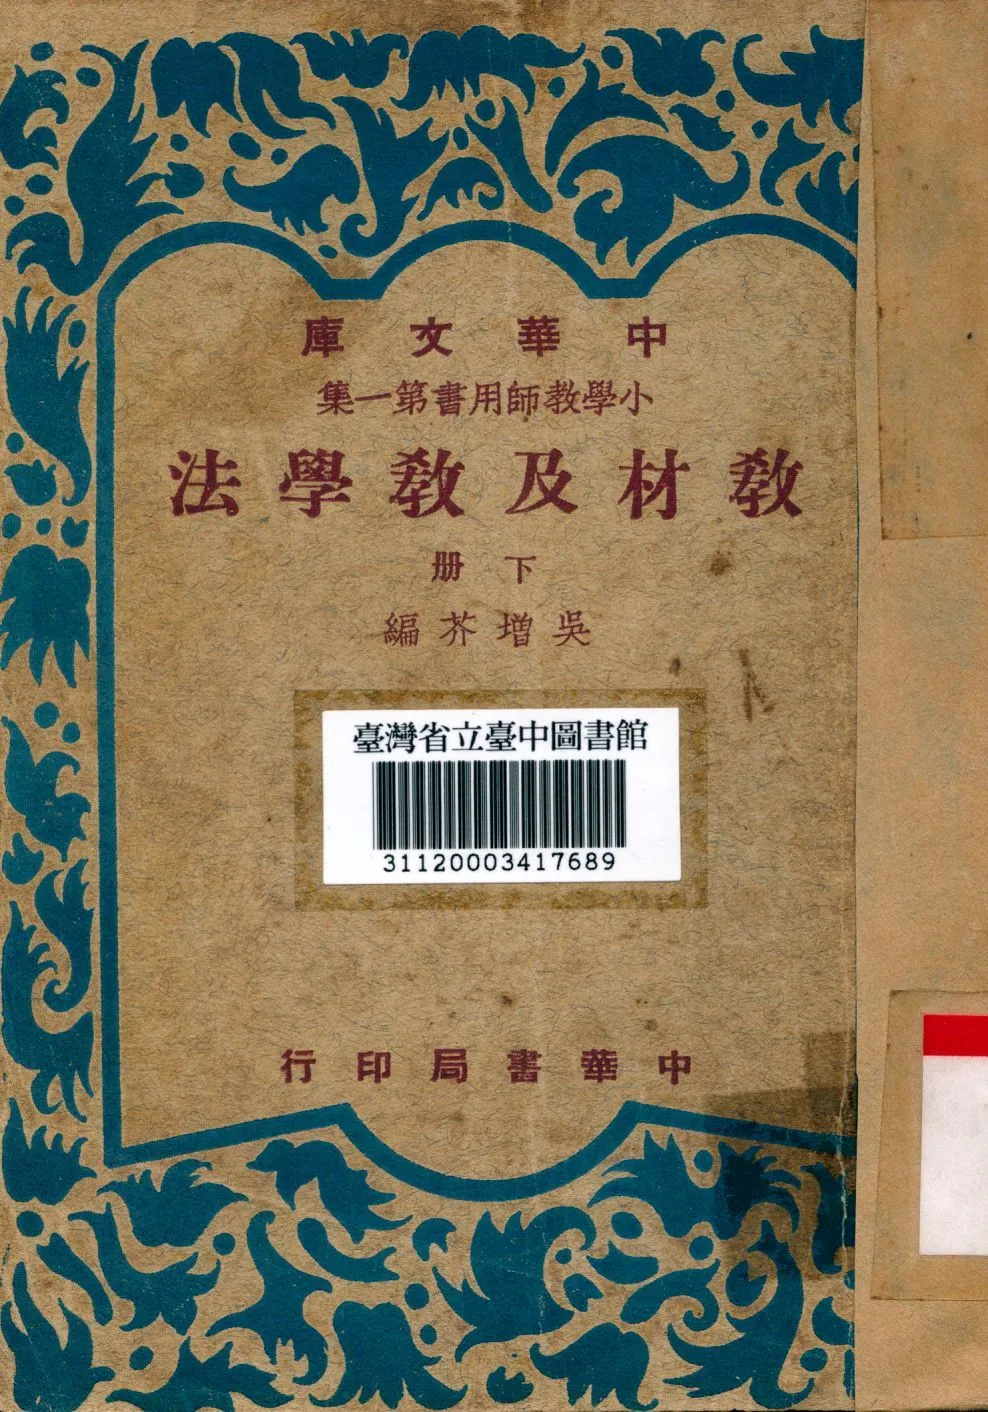 中華文庫
小學教師用書第一集
教材及教學法
下册
吳增芥編
臺灣省立臺中圖書館
31120003417689
中華書局印行